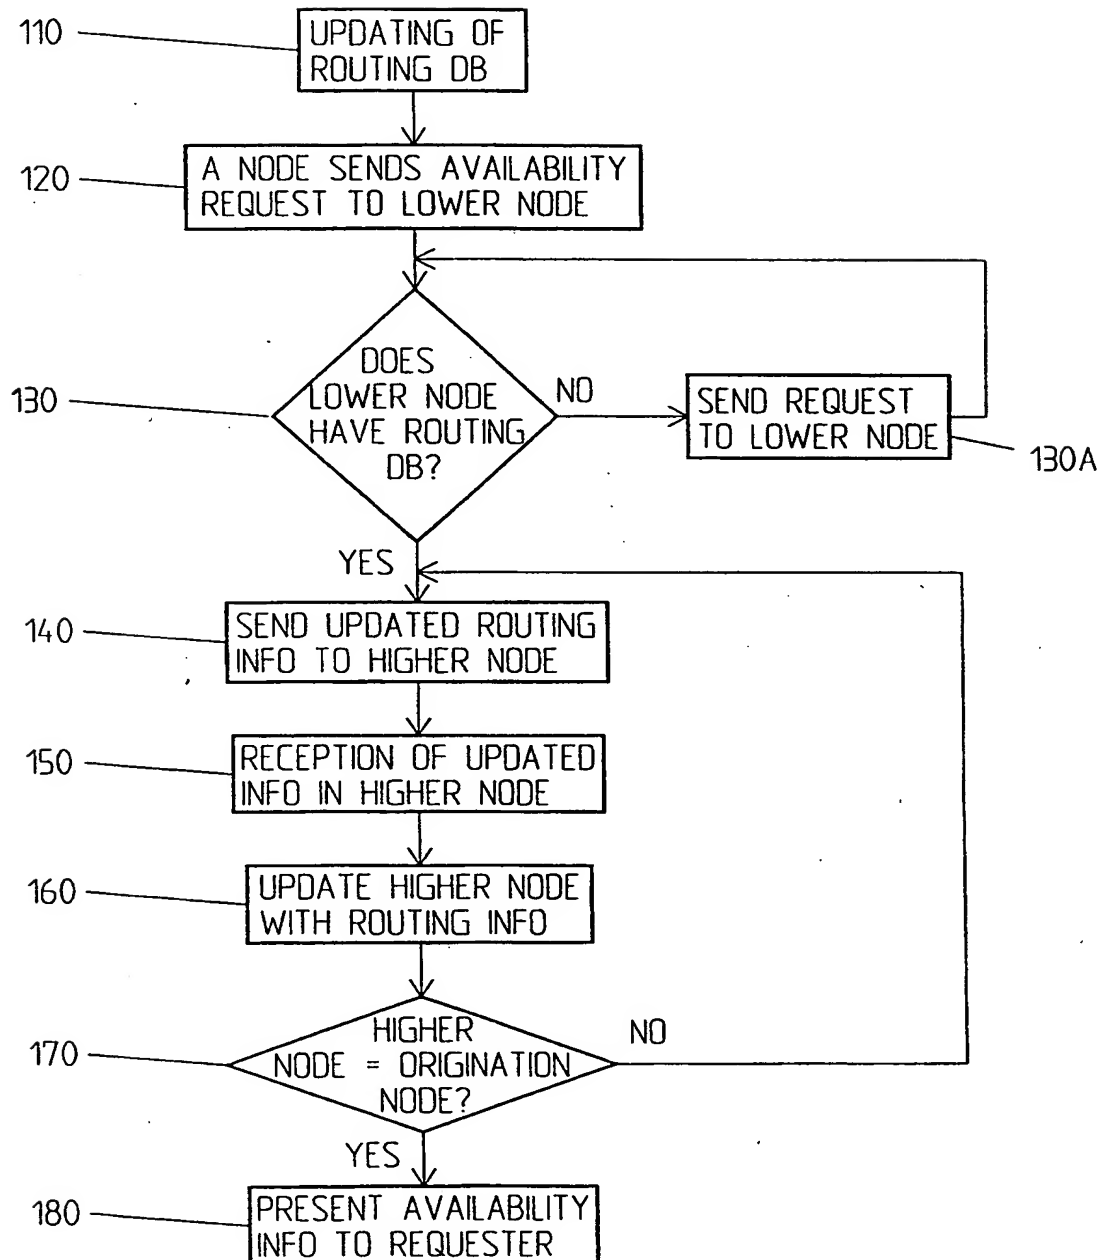 110
UPDATING OF
ROUTING DB
120
A NODE SENDS AVAILABILITY
REQUEST TO LOWER NODE
130
DOES
LOWER NODE
HAVE ROUTING
DB?
NO
SEND REQUEST
TO LOWER NODE
130A
YES
140
SEND UPDATED ROUTING
INFO TO HIGHER NODE
150
RECEPTION OF UPDATED
INFO IN HIGHER NODE
160
UPDATE HIGHER NODE
WITH ROUTING INFO
170
HIGHER
NODE = ORIGINATION
NODE?
NO
YES
180
PRESENT AVAILABILITY
INFO TO REQUESTER